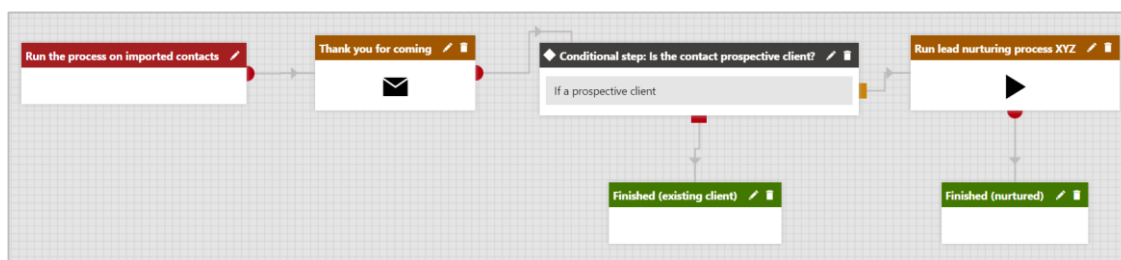 Run the process on imported contacts
Thank you for coming
Conditional step: Is the contact prospective client?
If a prospective client
Run lead nurturing process XYZ
Finished (existing client)
Finished (nurtured)